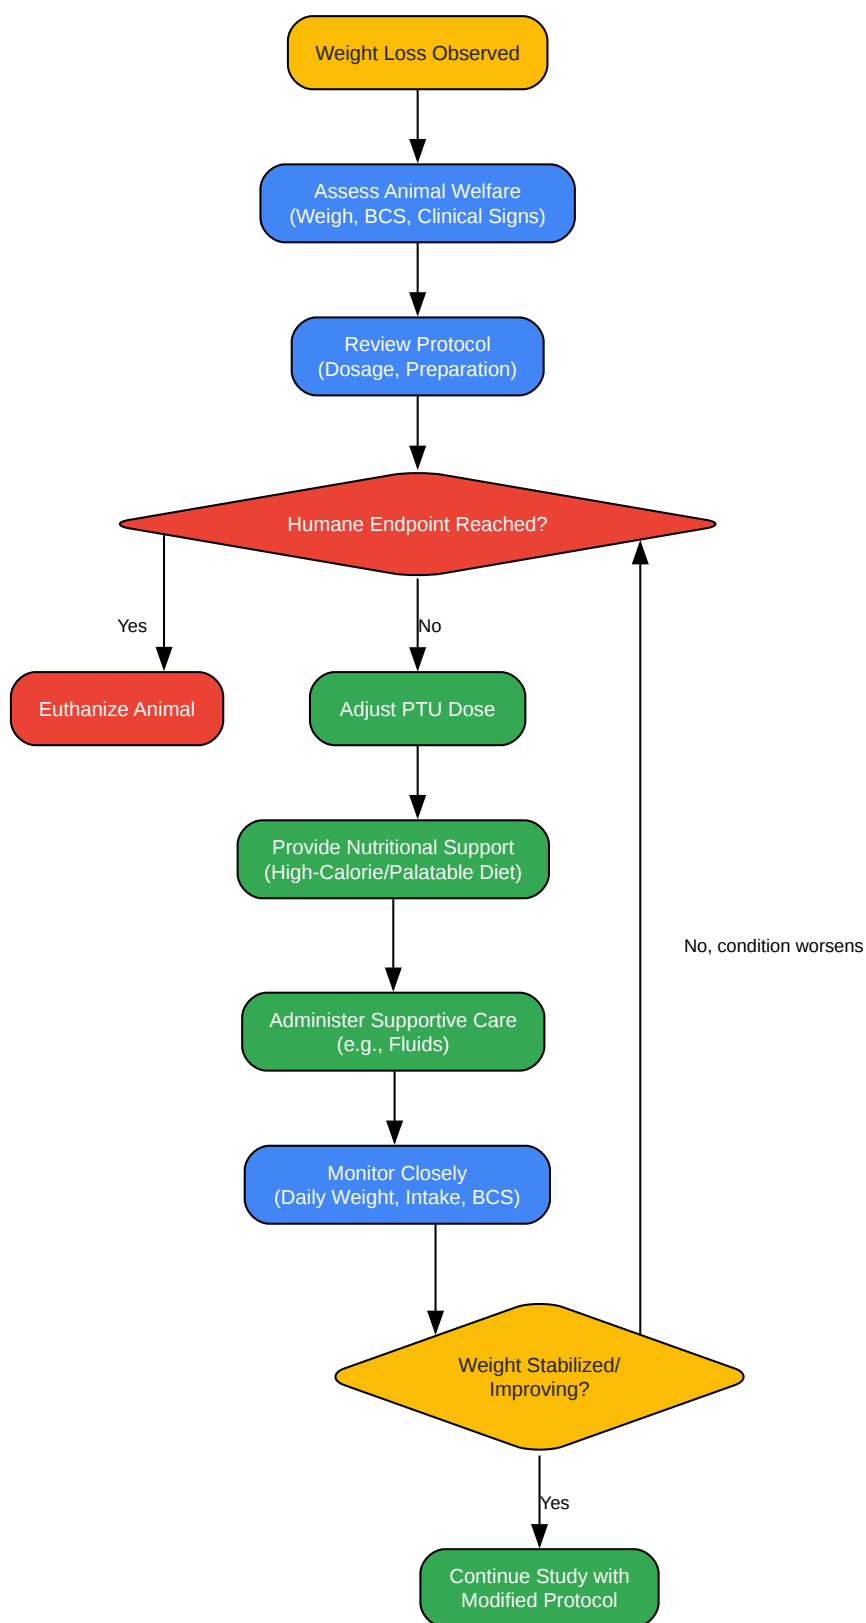 Weight Loss Observed
Assess Animal Welfare
(Weigh, BCS, Clinical Signs)
Review Protocol
(Dosage, Preparation)
Humane Endpoint Reached?
Yes
No
Euthanize Animal
Adjust PTU Dose
Provide Nutritional Support
(High-Calorie/Palatable Diet)
No, condition worsens
Administer Supportive Care
(e.g., Fluids)
Monitor Closely
(Daily Weight, Intake, BCS)
Weight Stabilized/
Improving?
Yes
Continue Study with
Modified Protocol